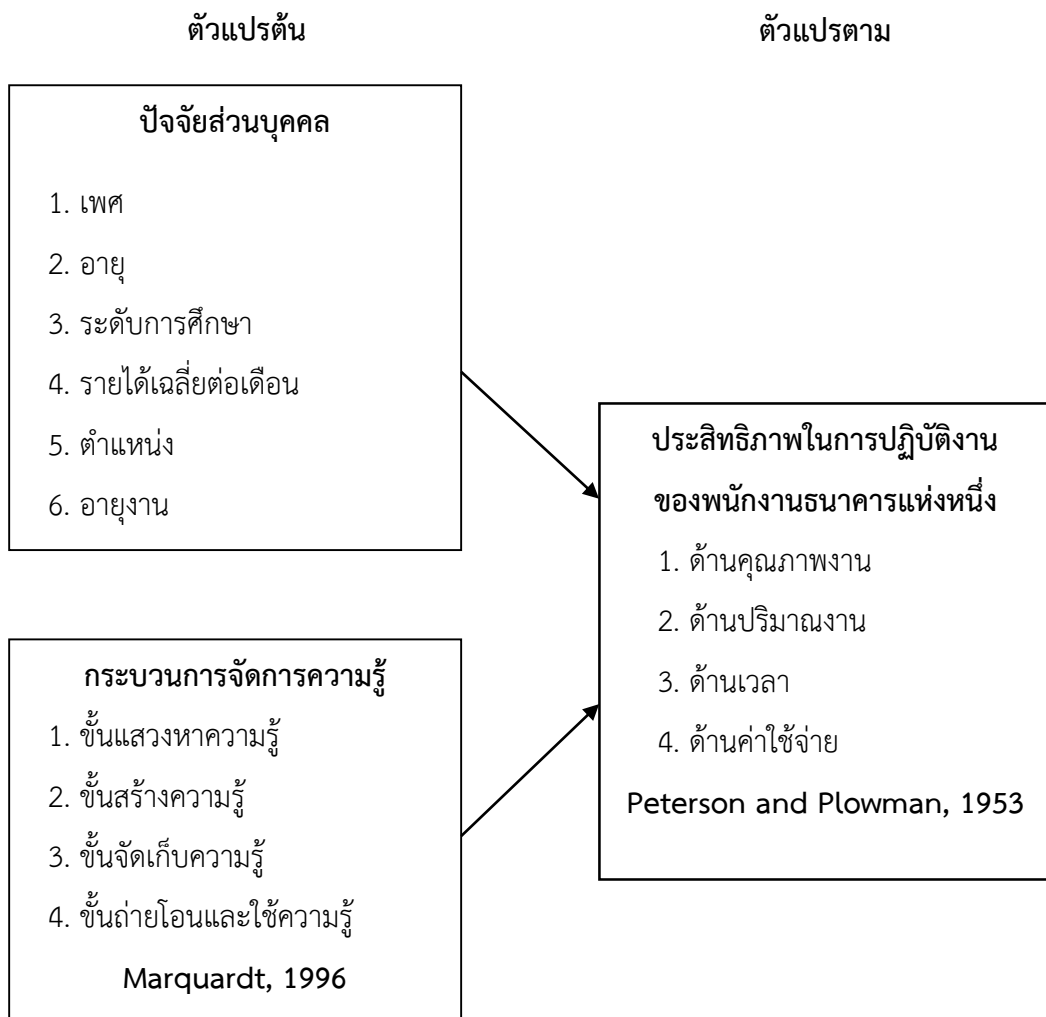 ตัวแปรต้น
ตัวแปรตาม
ปัจจัยส่วนบุคคล
1. เพศ
2. อายุ
3. ระดับการศึกษา
4. รายได้เฉลี่ยต่อเดือน
5. ตำแหน่ง
6. อายุงาน
กระบวนการจัดการความรู้
1. ขั้นแสวงหาความรู้
2. ขั้นสร้างความรู้
3. ขั้นจัดเก็บความรู้
4. ขั้นถ่ายโอนและใช้ความรู้
Marquardt, 1996
ประสิทธิภาพในการปฏิบัติงาน
ของพนักงานธนาคารแห่งหนึ่ง
1. ด้านคุณภาพงาน
2. ด้านปริมาณงาน
3. ด้านเวลา
4. ด้านค่าใช้จ่าย
Peterson and Plowman, 1953